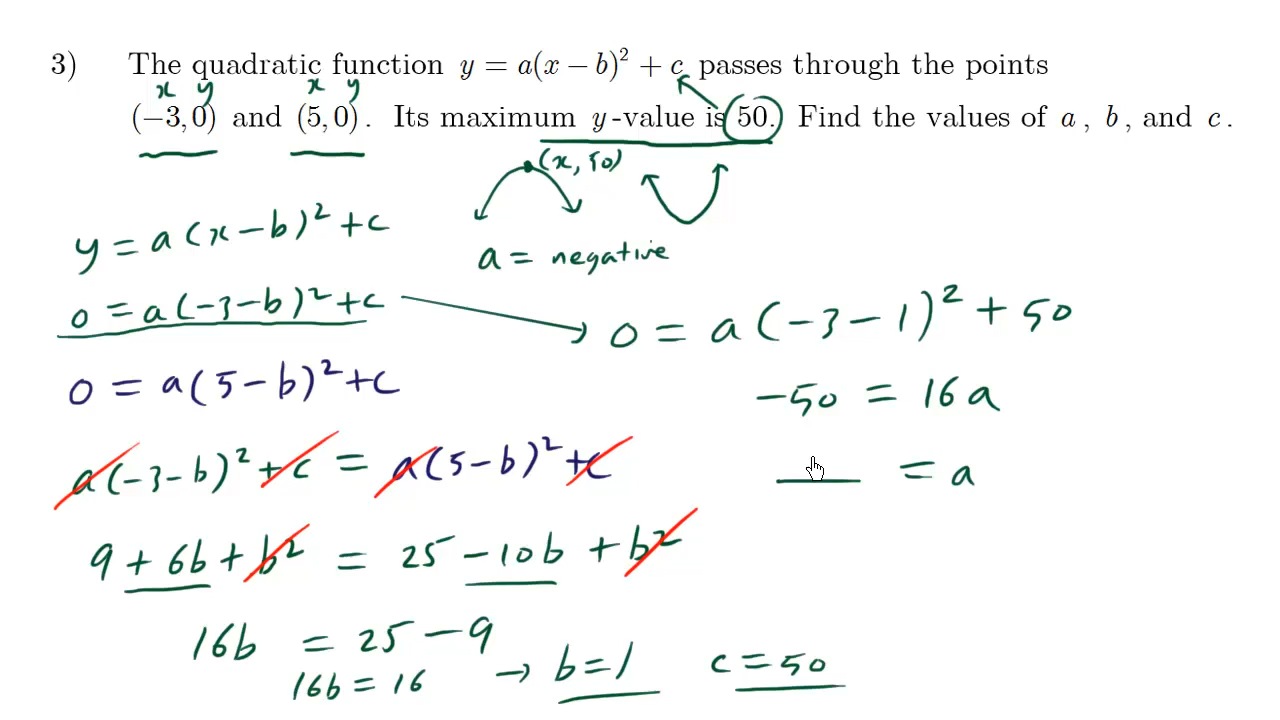 3) The quadratic function y = a(x − b)² + c passes through the points
x y x y
(−3, 0) and (5, 0). Its maximum y-value is 50. Find the values of a, b, and c.
(x, 50)
y = a(x-b)² + c
a = negative
0 = a(-3-b)² + c
0 = a(-3-1)² + 50
0 = a(5-b)² + c
-50 = 16a
a(-3-b)² + c = a(5-b)² + c
= a
9 + 6b + b² = 25 - 10b + b²
16b = 25 - 9
16b = 16 → b = 1 c = 50